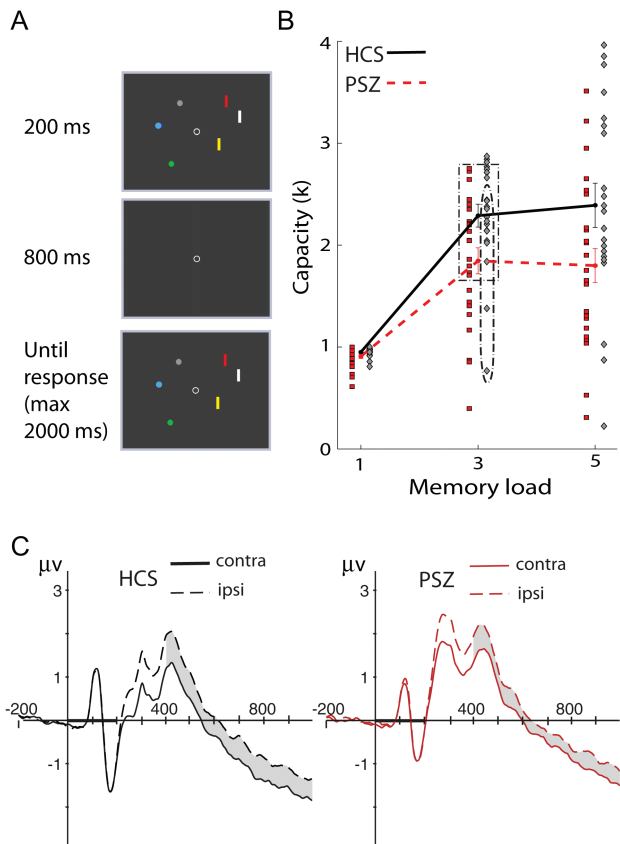 A
200 ms
800 ms
Until
response
(max
2000 ms)
B
4
3
2
1
0
Capacity (k)
HCS
PSZ
1
3
5
Memory load
C
μv
HCS
contra
ipsi
3
1
-1
-200
400
800
μv
PSZ
contra
ipsi
3
1
-1
-200
400
800